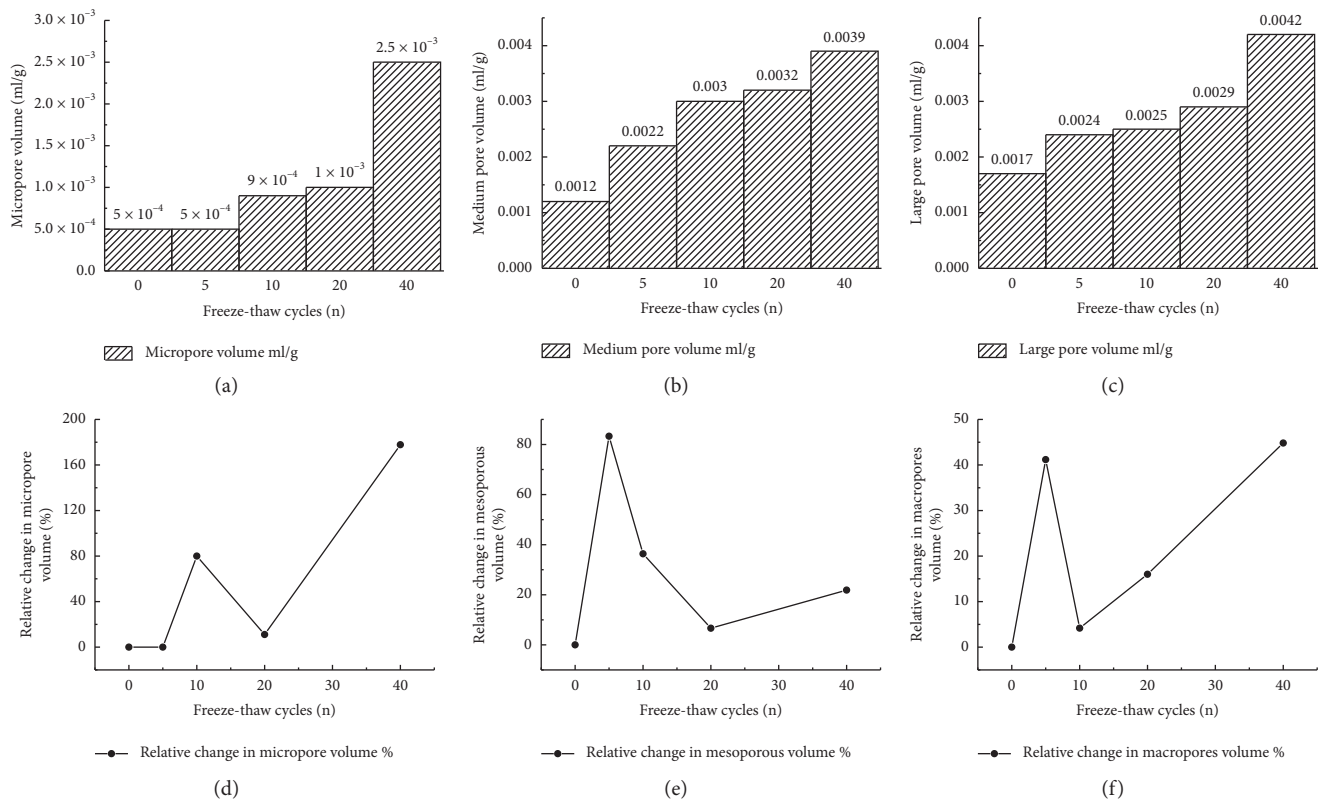 Micropore volume (ml/g)
3.0 × 10⁻³
2.5 × 10⁻³
2.0 × 10⁻³
1.5 × 10⁻³
1.0 × 10⁻³
5.0 × 10⁻⁴
0.0
5 × 10⁻⁴
5 × 10⁻⁴
9 × 10⁻⁴
1 × 10⁻³
2.5 × 10⁻³
0 5 10 20 40
Freeze-thaw cycles (n)
Micropore volume ml/g
(a)
Medium pore volume (ml/g)
0.004
0.003
0.002
0.001
0.000
0.0012
0.0022
0.003
0.0032
0.0039
0 5 10 20 40
Freeze-thaw cycles (n)
Medium pore volume ml/g
(b)
Large pore volume (ml/g)
0.004
0.003
0.002
0.001
0.000
0.0017
0.0024
0.0025
0.0029
0.0042
0 5 10 20 40
Freeze-thaw cycles (n)
Large pore volume ml/g
(c)
Relative change in micropore
volume (%)
200
160
120
80
40
0
0 10 20 30 40
Freeze-thaw cycles (n)
Relative change in micropore volume %
(d)
Relative change in mesoporous
volume (%)
80
60
40
20
0
0 10 20 30 40
Freeze-thaw cycles (n)
Relative change in mesoporous volume %
(e)
Relative change in macropores
volume (%)
50
40
30
20
10
0
0 10 20 30 40
Freeze-thaw cycles (n)
Relative change in macropores volume %
(f)